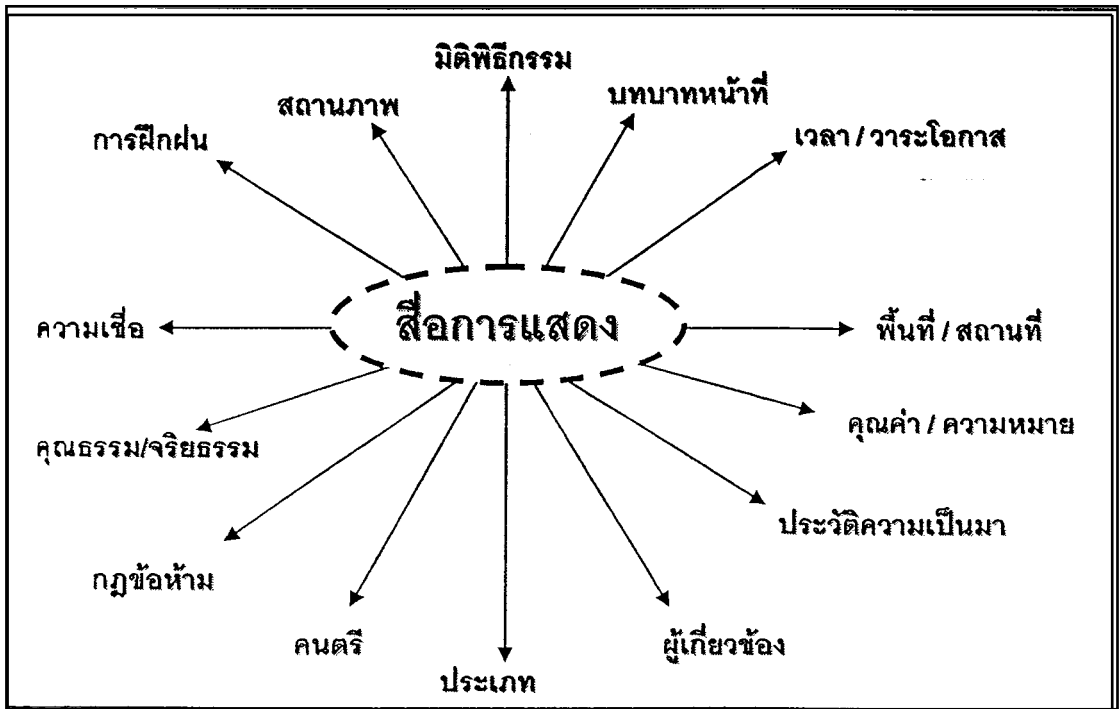 มิติพิธีกรรม
สถานภาพ
บทบาทหน้าที่
การฝึกฝน
เวลา / วาระโอกาส
สื่อการแสดง
ความเชื่อ
พื้นที่ / สถานที่
คุณธรรม/จริยธรรม
คุณค่า / ความหมาย
ประวัติความเป็นมา
กฎข้อห้าม
คนตรี
ผู้เกี่ยวข้อง
ประเภท